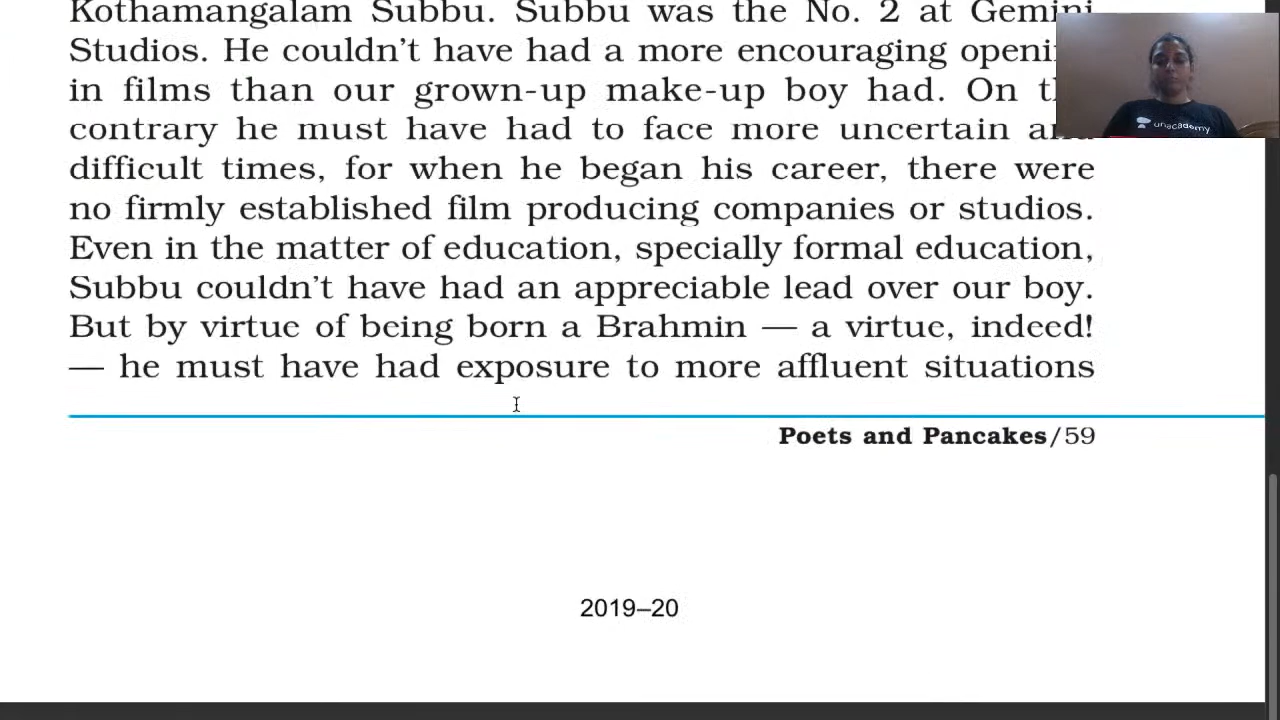 Kothamangalam Subbu. Subbu was the No. 2 at Gemini
Studios. He couldn't have had a more encouraging
in films than our grown-up make-up boy had. On
contrary he must have had to face more uncertain
difficult times, for when he began his career, there were
no firmly established film producing companies or studios.
Even in the matter of education, specially formal education,
Subbu couldn't have had an appreciable lead over our boy.
But by virtue of being born a Brahmin — a virtue, indeed!
— he must have had exposure to more affluent situations
Poets and Pancakes/59
2019–20
unacademy